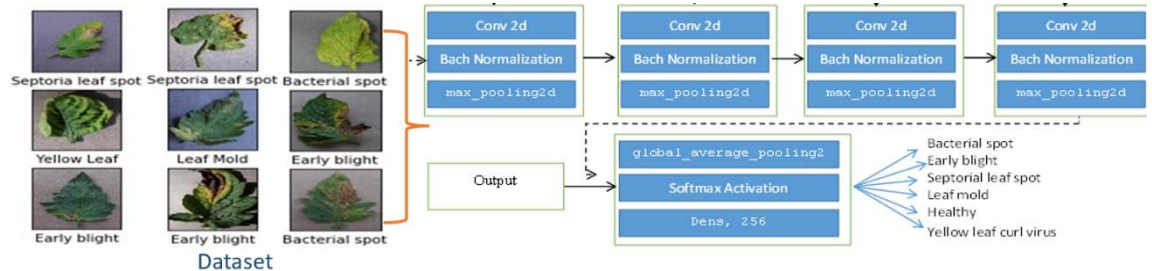 Septoria leaf spot
Septoria leaf spot
Bacterial spot
Yellow Leaf
Leaf Mold
Early blight
Early blight
Early blight
Bacterial spot
Dataset
Conv 2d
Bach Normalization
max_pooling2d
Conv 2d
Bach Normalization
max_pooling2d
Conv 2d
Bach Normalization
max_pooling2d
Conv 2d
Bach Normalization
max_pooling2d
Output
global_average_pooling2
Softmax Activation
Dens, 256
Bacterial spot
Early blight
Septorial leaf spot
Leaf mold
Healthy
Yellow leaf curl virus